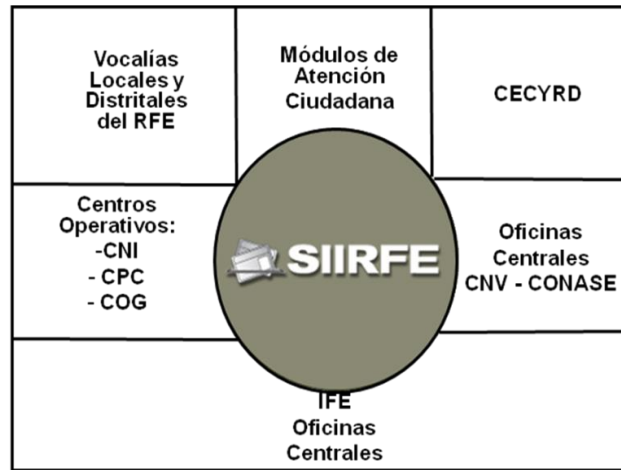 Vocalías
Locales y
Distritales
del RFE
Módulos de
Atención
Ciudadana
CECYRD
Centros
Operativos:
-CNI
- CPC
- COG
SIIRFE
Oficinas
Centrales
CNV - CONASE
IFE
Oficinas
Centrales